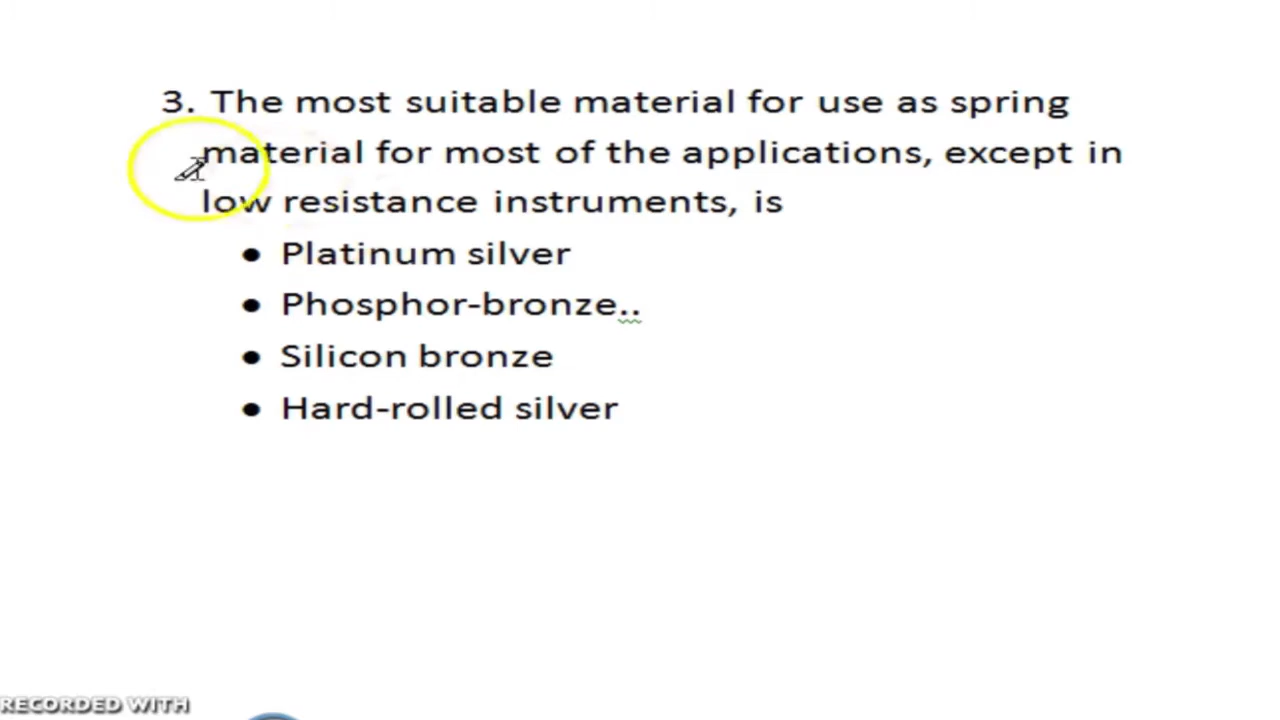 3. The most suitable material for use as spring
material for most of the applications, except in
low resistance instruments, is
● Platinum silver
● Phosphor-bronze..
● Silicon bronze
● Hard-rolled silver
RECORDED WITH